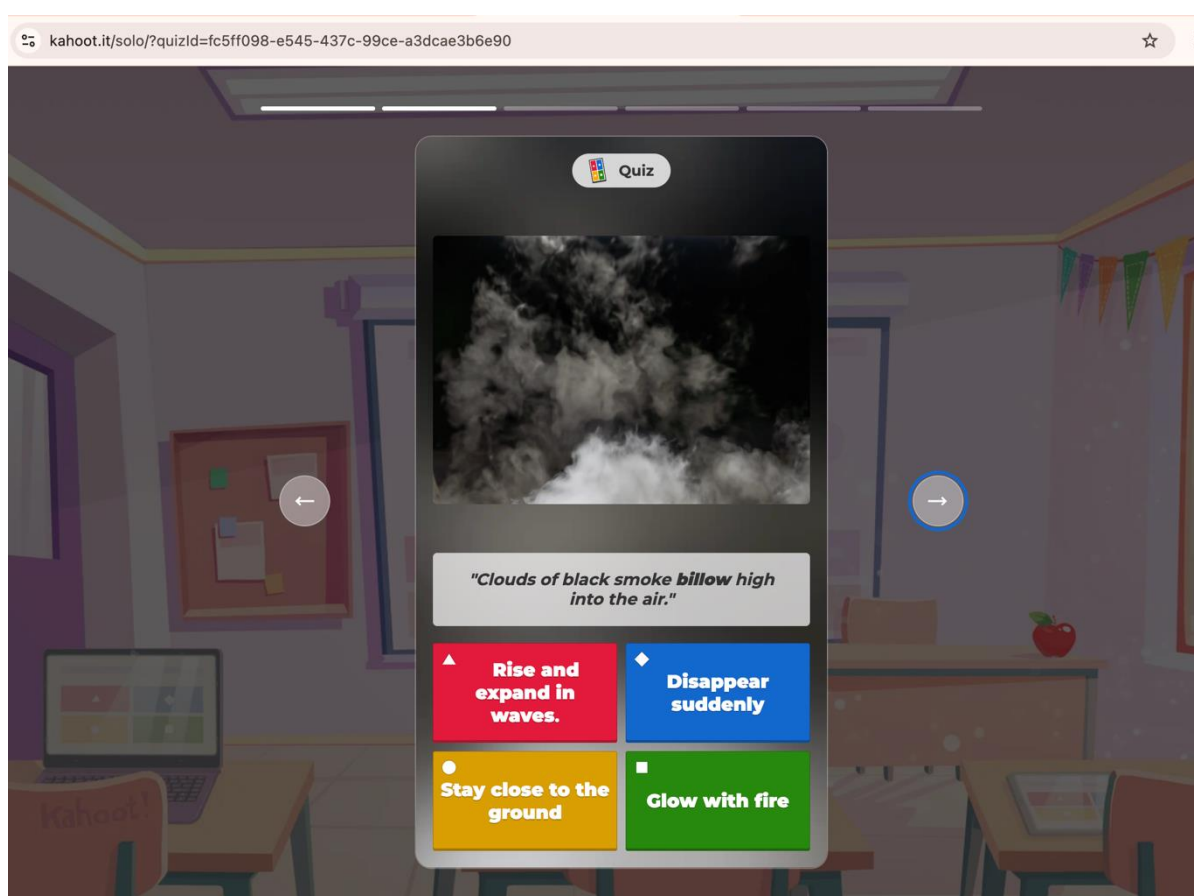 kahoot.it/solo/?quizId=fc5ff098-e545-437c-99ce-a3dcae3b6e90
Quiz
"Clouds of black smoke billow high
into the air."
Rise and
expand in
waves.
Disappear
suddenly
Stay close to the
ground
Glow with fire
Kahoot!